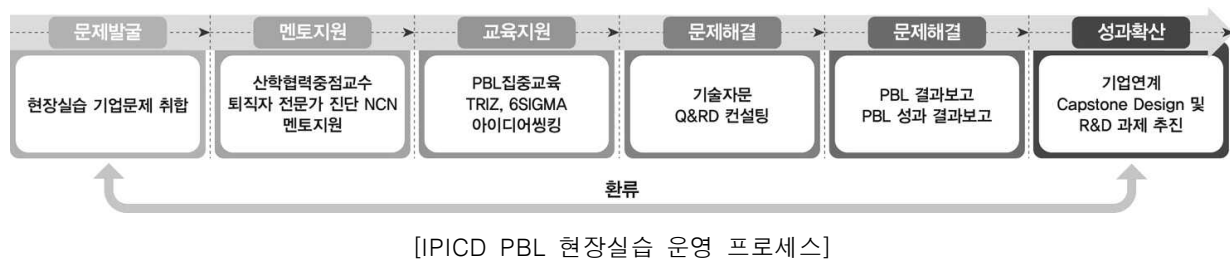 문제발굴
멘토지원
교육지원
문제해결
문제해결
성과확산
현장실습 기업문제 취합
산학협력중점교수
퇴직자 전문가 진단 NCN
멘토지원
PBL집중교육
TRIZ, 6SIGMA
아이디어씽킹
기술자문
Q&RD 컨설팅
PBL 결과보고
PBL 성과 결과보고
기업연계
Capstone Design 및
R&D 과제 추진
환류
[IPICD PBL 현장실습 운영 프로세스]